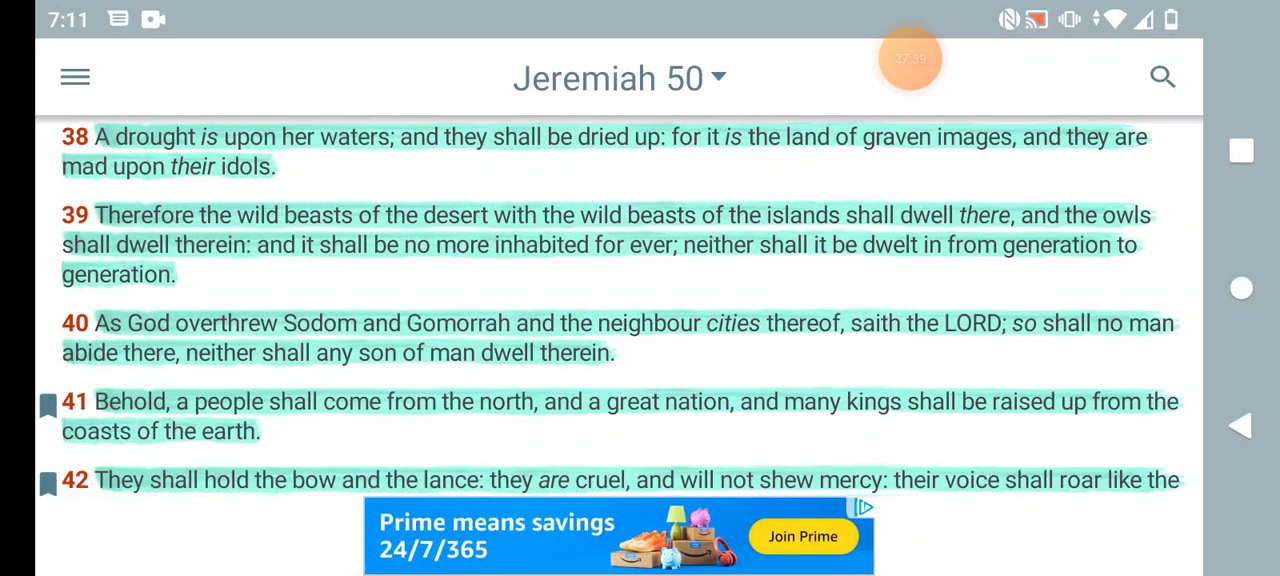 7:11
27:39
Jeremiah 50
38 A drought is upon her waters; and they shall be dried up: for it is the land of graven images, and they are
mad upon their idols.
39 Therefore the wild beasts of the desert with the wild beasts of the islands shall dwell there, and the owls
shall dwell therein: and it shall be no more inhabited for ever; neither shall it be dwelt in from generation to
generation.
40 As God overthrew Sodom and Gomorrah and the neighbour cities thereof, saith the LORD; so shall no man
abide there, neither shall any son of man dwell therein.
41 Behold, a people shall come from the north, and a great nation, and many kings shall be raised up from the
coasts of the earth.
42 They shall hold the bow and the lance: they are cruel, and will not shew mercy: their voice shall roar like the
Prime means savings
24/7/365
Join Prime